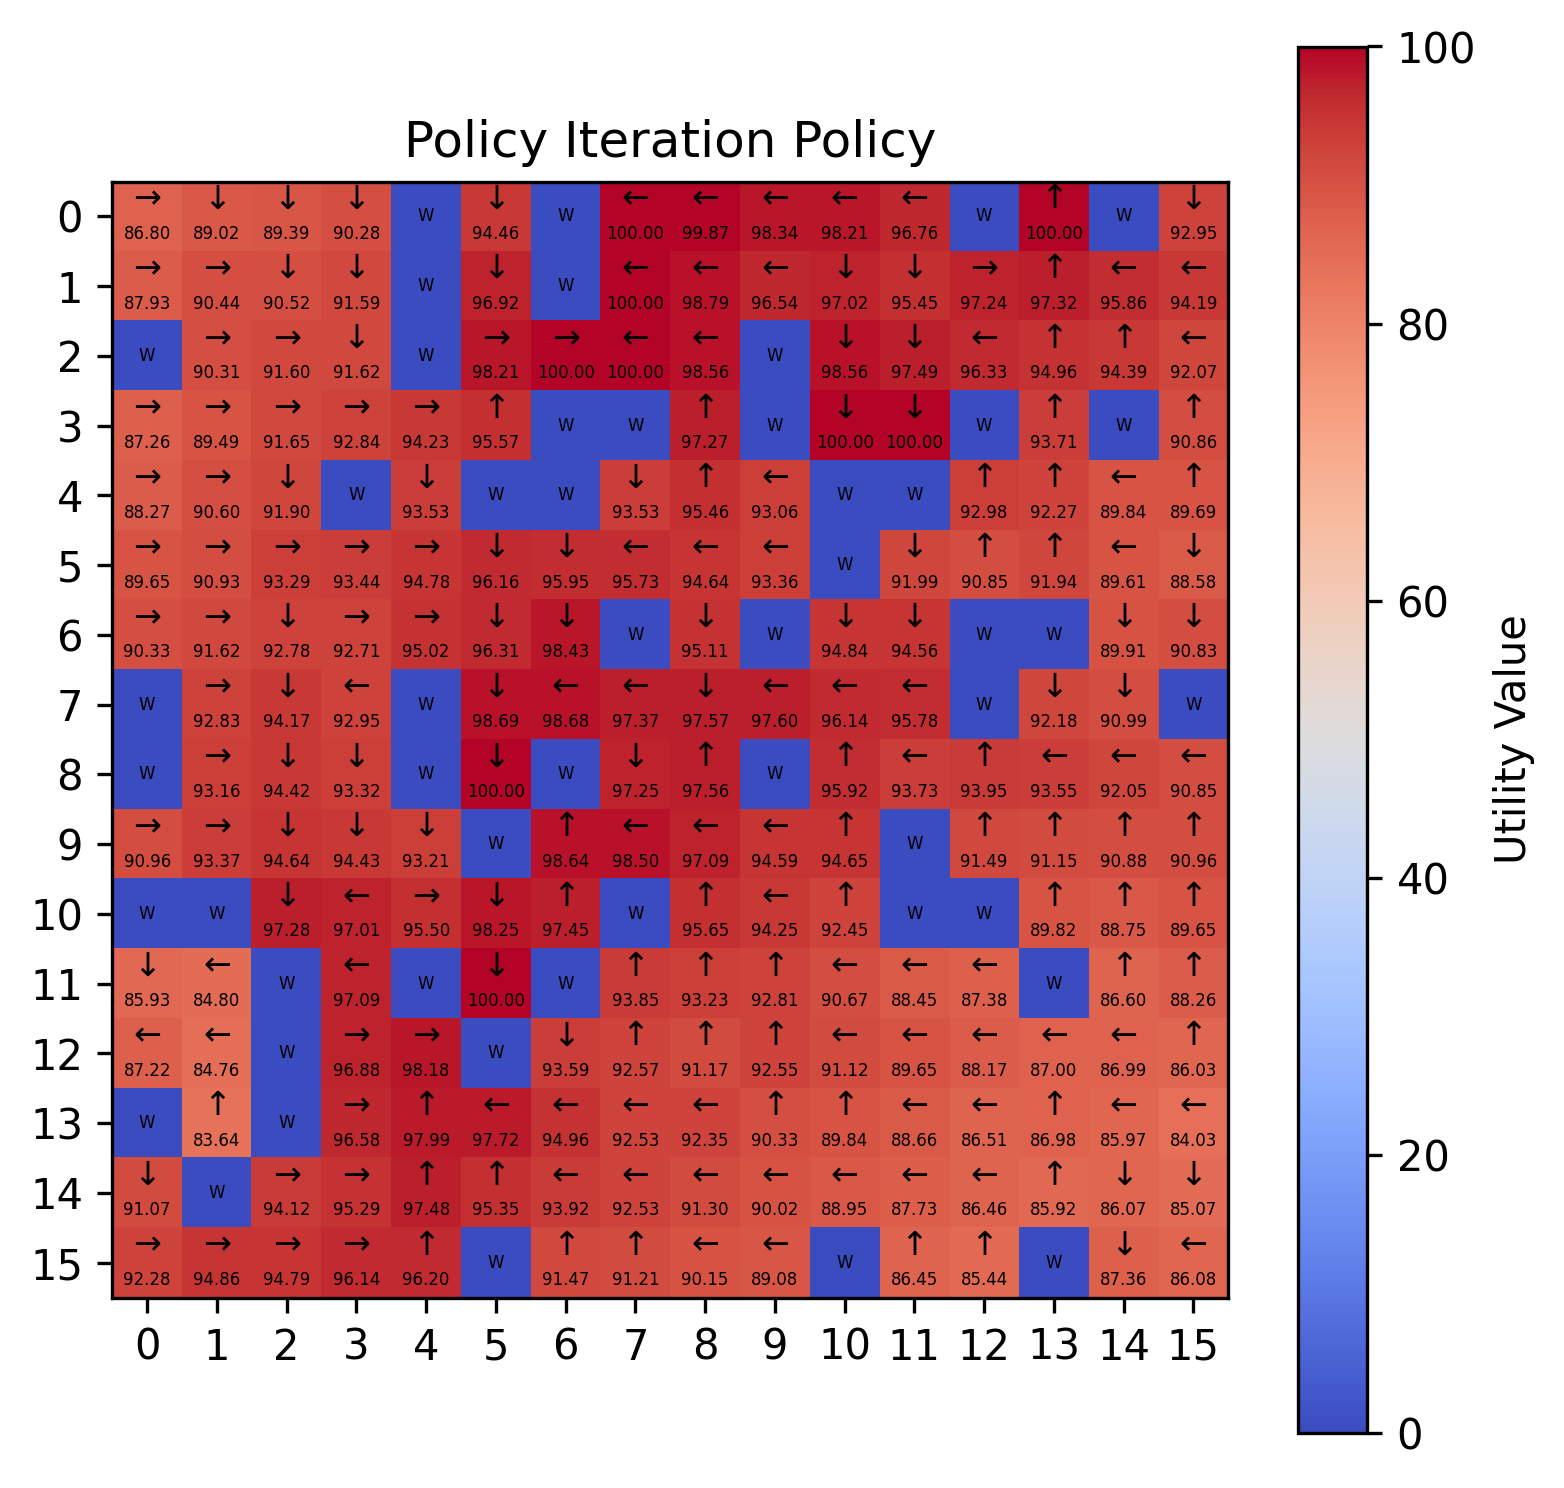 Policy Iteration Policy
0 → ↓ ↓ ↓ W ↓ W ← ← ← ← ← W ↑ W ↓
86.80 89.02 89.39 90.28 94.46 100.00 99.87 98.34 98.21 96.76 100.00 92.95
1 → → ↓ ↓ W ↓ W ← ← ← ↓ ↓ → ↑ ← ←
87.93 90.44 90.52 91.59 96.92 100.00 98.79 96.54 97.02 95.45 97.24 97.32 95.86 94.19
2 W → → ↓ W → → ← ← W ↓ ↓ ← ↑ ↑ ←
90.31 91.60 91.62 98.21 100.00 100.00 98.56 98.56 97.49 96.33 94.96 94.39 92.07
3 → → → → → ↑ W W ↑ W ↓ ↓ W ↑ W ↑
87.26 89.49 91.65 92.84 94.23 95.57 97.27 100.00 100.00 93.71 90.86
4 → → ↓ W ↓ W W ↓ ↑ ← W W ↑ ↑ ← ↑
88.27 90.60 91.90 93.53 93.53 95.46 93.06 92.98 92.27 89.84 89.69
5 → → → → → ↓ ↓ ← ← ← W ↓ ↑ ↑ ← ↓
89.65 90.93 93.29 93.44 94.78 96.16 95.95 95.73 94.64 93.36 91.99 90.85 91.94 89.61 88.58
6 → → ↓ → → ↓ ↓ W ↓ W ↓ ↓ W W ↓ ↓
90.33 91.62 92.78 92.71 95.02 96.31 98.43 95.11 94.84 94.56 89.91 90.83
7 W → ↓ ← W ↓ ← ← ↓ ← ← ← W ↓ ↓ W
92.83 94.17 92.95 98.69 98.68 97.37 97.57 97.60 96.14 95.78 92.18 90.99
8 W → ↓ ↓ W ↓ W ↓ ↑ W ↑ ← ↑ ← ← ←
93.16 94.42 93.32 100.00 97.25 97.56 95.92 93.73 93.95 93.55 92.05 90.85
9 → → ↓ ↓ ↓ W ↑ ← ← ← ↑ W ↑ ↑ ↑ ↑
90.96 93.37 94.64 94.43 93.21 98.64 98.50 97.09 94.59 94.65 91.49 91.15 90.88 90.96
10 W W ↓ ← → ↓ ↑ W ↑ ← ↑ W W ↑ ↑ ↑
97.28 97.01 95.50 98.25 97.45 95.65 94.25 92.45 89.82 88.75 89.65
11 ↓ ← W ← W ↓ W ↑ ↑ ↑ ← ← ← W ↑ ↑
85.93 84.80 97.09 100.00 93.85 93.23 92.81 90.67 88.45 87.38 86.60 88.26
12 ← ← W → → W ↓ ↑ ↑ ↑ ← ← ← ← ← ↑
87.22 84.76 96.88 98.18 93.59 92.57 91.17 92.55 91.12 89.65 88.17 87.00 86.99 86.03
13 W ↑ W → ↑ ← ← ← ← ↑ ↑ ← ← ↑ ← ←
83.64 96.58 97.99 97.72 94.96 92.53 92.35 90.33 89.84 88.66 86.51 86.98 85.97 84.03
14 ↓ W → → ↑ ↑ ← ← ← ← ← ← ← ↑ ↓ ↓
91.07 94.12 95.29 97.48 95.35 93.92 92.53 91.30 90.02 88.95 87.73 86.46 85.92 86.07 85.07
15 → → → → ↑ W ↑ ↑ ← ← W ↑ ↑ W ↓ ←
92.28 94.86 94.79 96.14 96.20 91.47 91.21 90.15 89.08 86.45 85.44 87.36 86.08
0 1 2 3 4 5 6 7 8 9 10 11 12 13 14 15
100
80
60
40
20
0
Utility Value